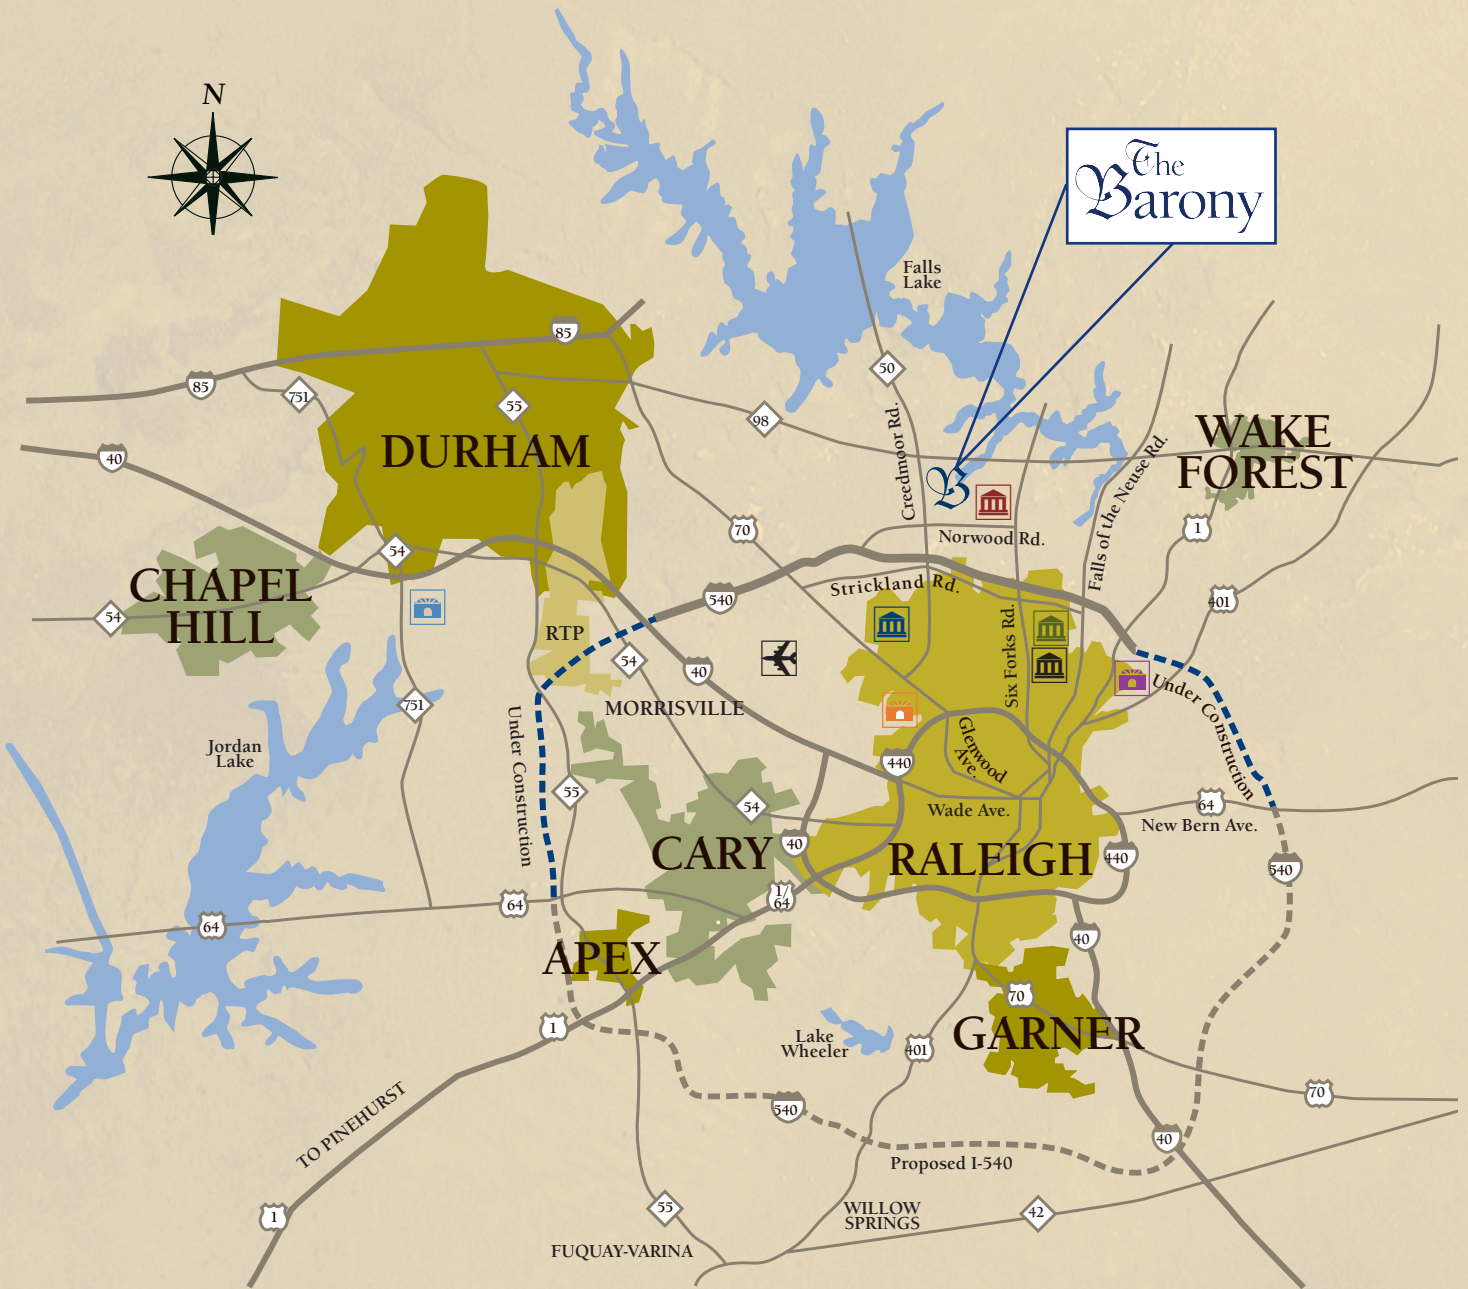 N
The
Barony
Falls
Lake
85
85
751
55
50
98
40
DURHAM
WAKE
FOREST
Creedmoor Rd.
B
Falls of the Neuse Rd.
70
1
Norwood Rd.
54
CHAPEL
HILL
54
540
Strickland Rd.
401
RTP
54
40
Six Forks Rd.
Under Construction
751
MORRISVILLE
Jordan
Lake
Under Construction
Glenwood
Ave.
440
55
54
Wade Ave.
64
New Bern Ave.
CARY
40
RALEIGH
440
540
64
1/
64
64
40
APEX
70
1
Lake
Wheeler
401
GARNER
TO PINEHURST
540
70
40
Proposed I-540
1
55
WILLOW
SPRINGS
42
FUQUAY-VARINA